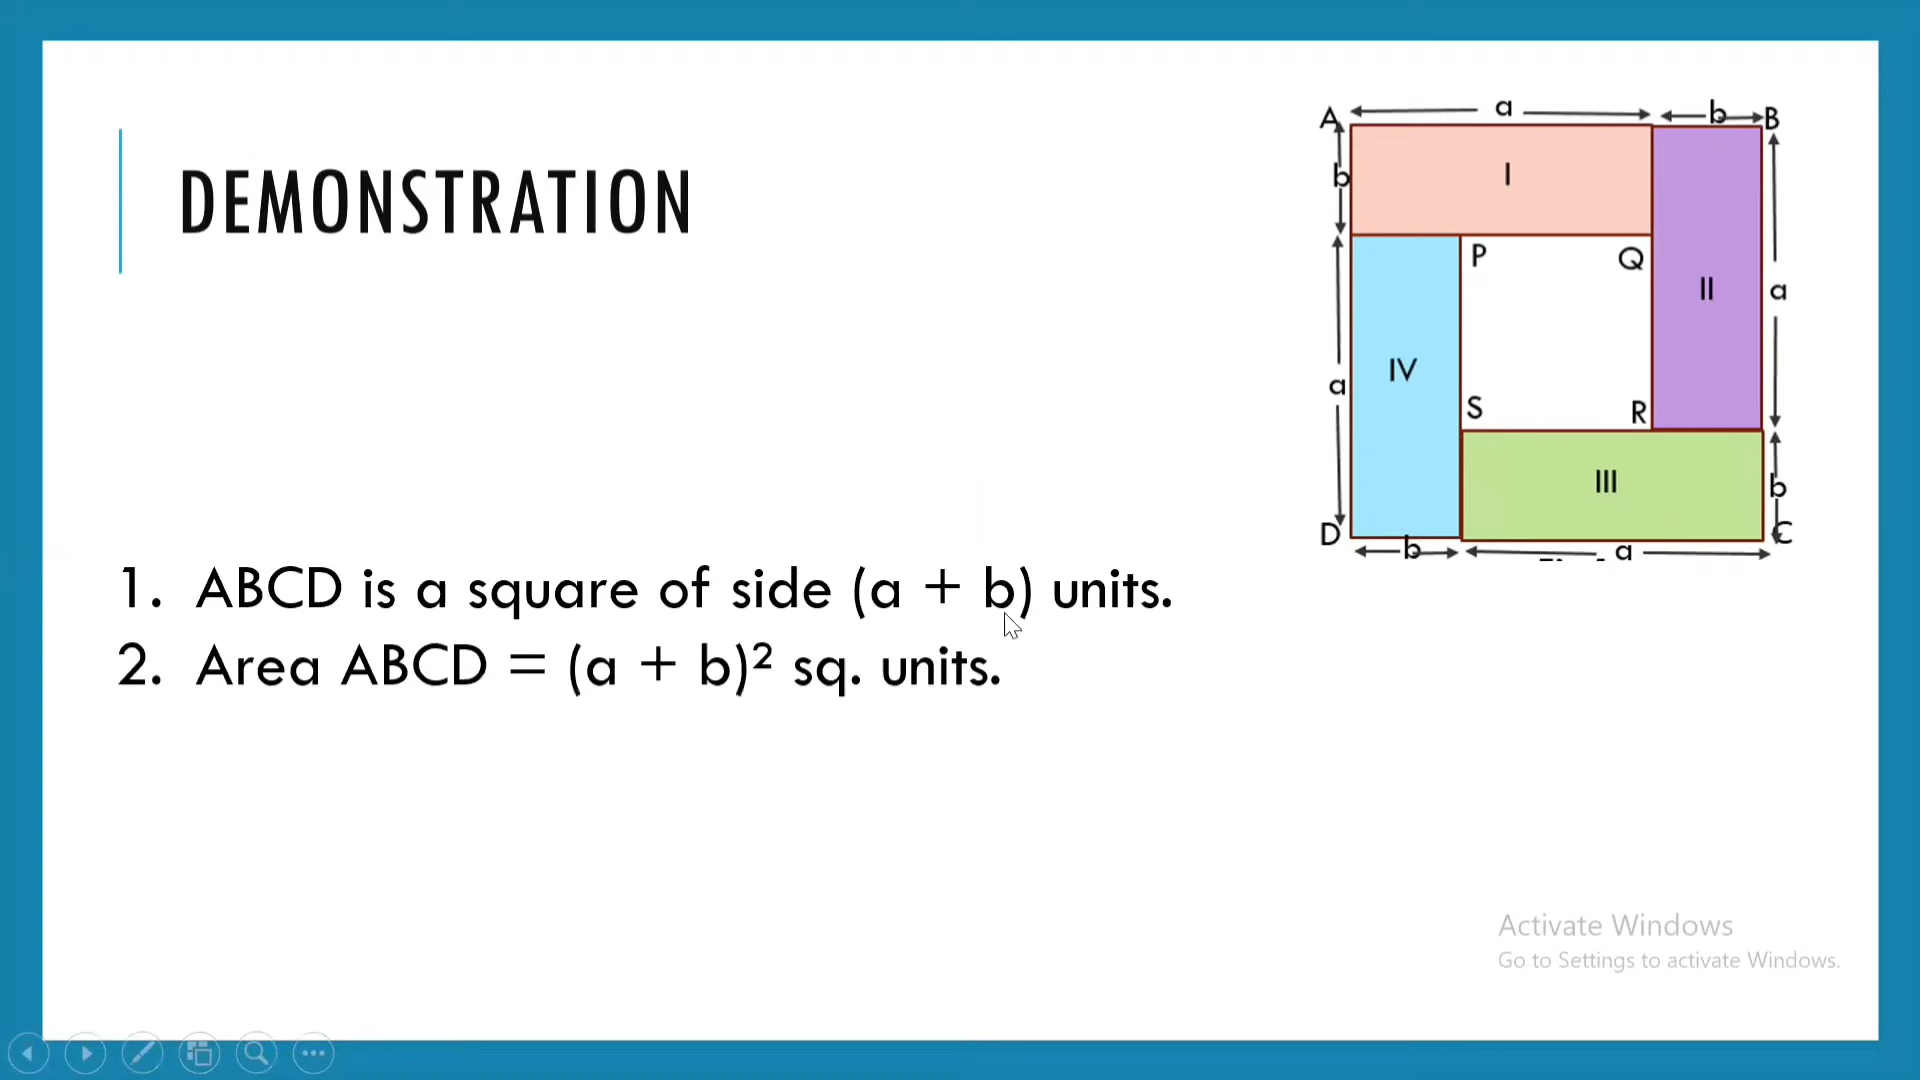 DEMONSTRATION
A a b B
b I
P Q
II a
IV
a S R
III
b
D b a C
1. ABCD is a square of side (a + b) units.
2. Area ABCD = (a + b)² sq. units.
Activate Windows
Go to Settings to activate Windows.